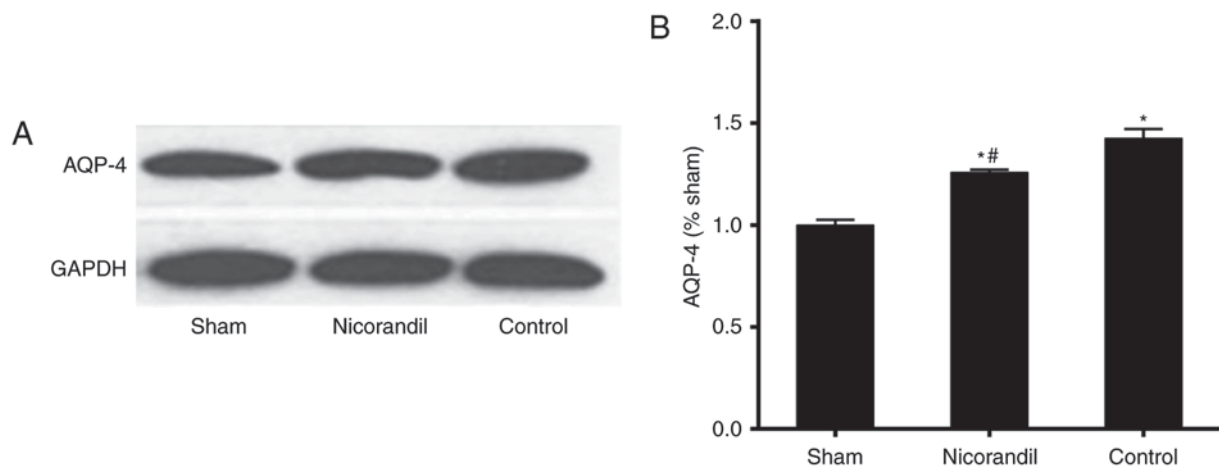 A
AQP-4
GAPDH
Sham Nicorandil Control
B
AQP-4 (% sham)
2.0
1.5
1.0
0.5
0.0
*#
*
Sham Nicorandil Control